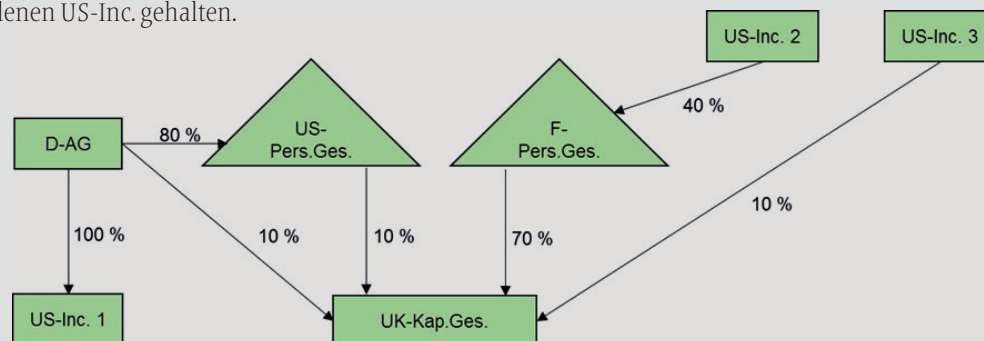 denen US-Inc. gehalten.
US-Inc. 2
US-Inc. 3
40 %
D-AG
80 %
US-
Pers.Ges.
F-
Pers.Ges.
10 %
100 %
10 %
10 %
70 %
US-Inc. 1
UK-Kap.Ges.